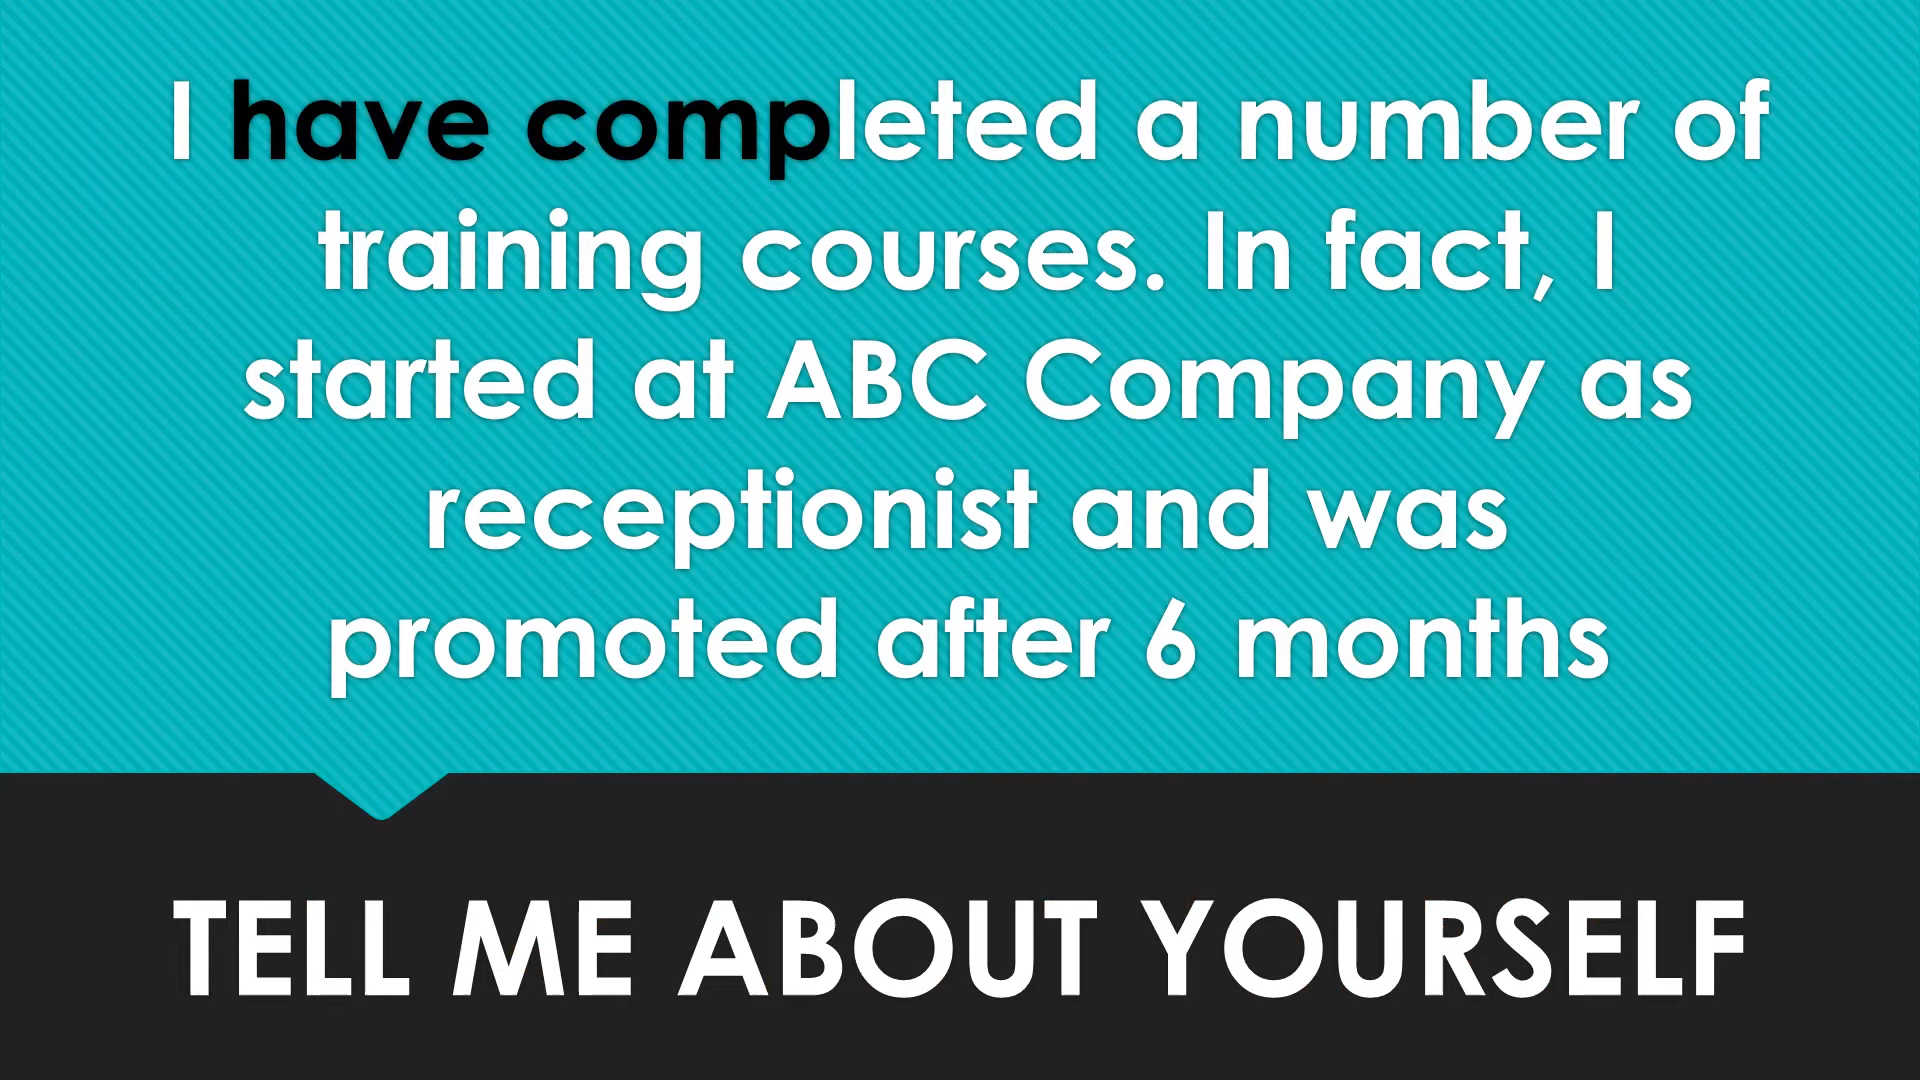 I have completed a number of
training courses. In fact, I
started at ABC Company as
receptionist and was
promoted after 6 months
TELL ME ABOUT YOURSELF